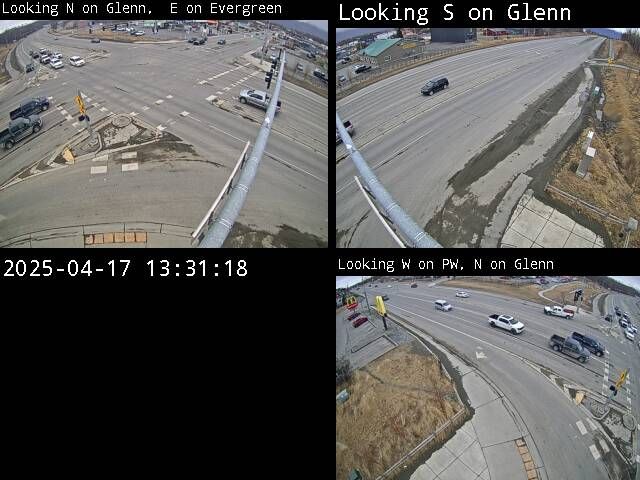 Looking N on Glenn, E on Evergreen
Looking S on Glenn
2025-04-17 13:31:18
Looking W on PW, N on Glenn